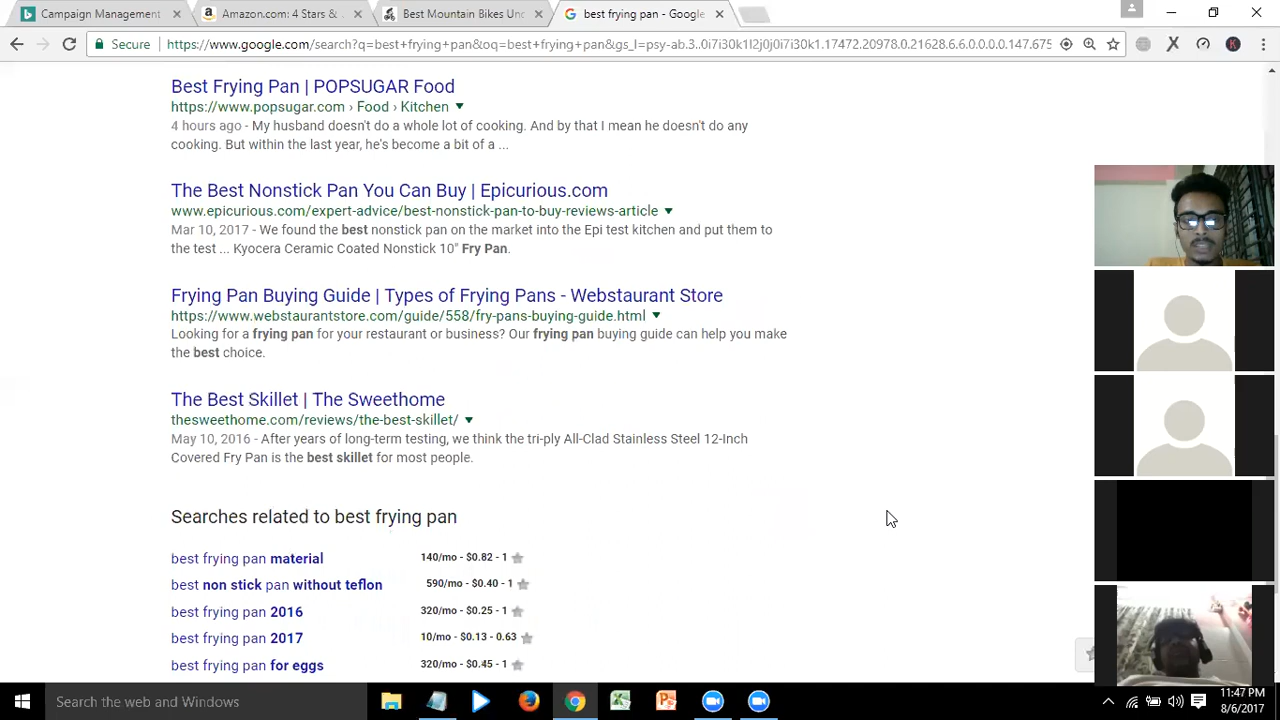 Campaign Management
Amazon.com: 4 Stars &
Best Mountain Bikes Unc
best frying pan - Google
Secure
https://www.google.com/search?q=best+frying+pan&oq=best+frying+pan&gs_l=psy-ab.3..0i7i30k1l2j0j0i7i30k1.17472.20978.0.21628.6.6.0.0.0.0.147.675
Best Frying Pan | POPSUGAR Food
https://www.popsugar.com › Food › Kitchen
4 hours ago - My husband doesn't do a whole lot of cooking. And by that I mean he doesn't do any
cooking. But within the last year, he's become a bit of a ...
The Best Nonstick Pan You Can Buy | Epicurious.com
www.epicurious.com/expert-advice/best-nonstick-pan-to-buy-reviews-article
Mar 10, 2017 - We found the best nonstick pan on the market into the Epi test kitchen and put them to
the test ... Kyocera Ceramic Coated Nonstick 10" Fry Pan.
Frying Pan Buying Guide | Types of Frying Pans - Webstaurant Store
https://www.webstaurantstore.com/guide/558/fry-pans-buying-guide.html
Looking for a frying pan for your restaurant or business? Our frying pan buying guide can help you make
the best choice.
The Best Skillet | The Sweethome
thesweethome.com/reviews/the-best-skillet/
May 10, 2016 - After years of long-term testing, we think the tri-ply All-Clad Stainless Steel 12-Inch
Covered Fry Pan is the best skillet for most people.
Searches related to best frying pan
best frying pan material 140/mo - $0.82 - 1
best non stick pan without teflon 590/mo - $0.40 - 1
best frying pan 2016 320/mo - $0.25 - 1
best frying pan 2017 10/mo - $0.13 - 0.63
best frying pan for eggs 320/mo - $0.45 - 1
Search the web and Windows
11:47 PM
8/6/2017